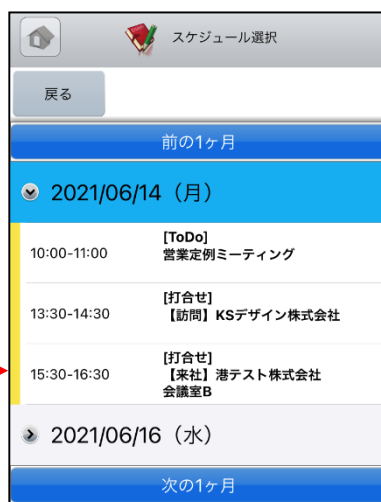 スケジュール選択
戻る
前の1ヶ月
2021/06/14（月）
10:00-11:00
[ToDo]
営業定例ミーティング
13:30-14:30
[打合せ]
【訪問】KSデザイン株式会社
15:30-16:30
[打合せ]
【来社】港テスト株式会社
会議室B
2021/06/16（水）
次の1ヶ月